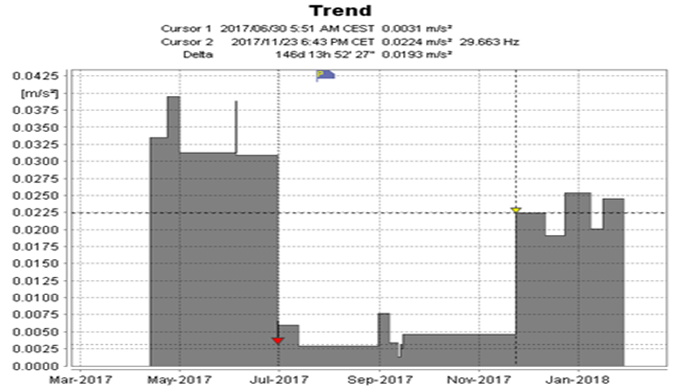 Trend
Cursor 1 2017/06/30 5:51 AM CEST 0.0031 m/s²
Cursor 2 2017/11/23 6:43 PM CET 0.0224 m/s² 29.663 Hz
Delta 146d 13h 52' 27" 0.0193 m/s²
0.0425
[m/s²]
0.0375
0.0350
0.0325
0.0300
0.0275
0.0250
0.0225
0.0200
0.0175
0.0150
0.0125
0.0100
0.0075
0.0050
0.0025
0.0000
Mar-2017 May-2017 Jul-2017 Sep-2017 Nov-2017 Jan-2018